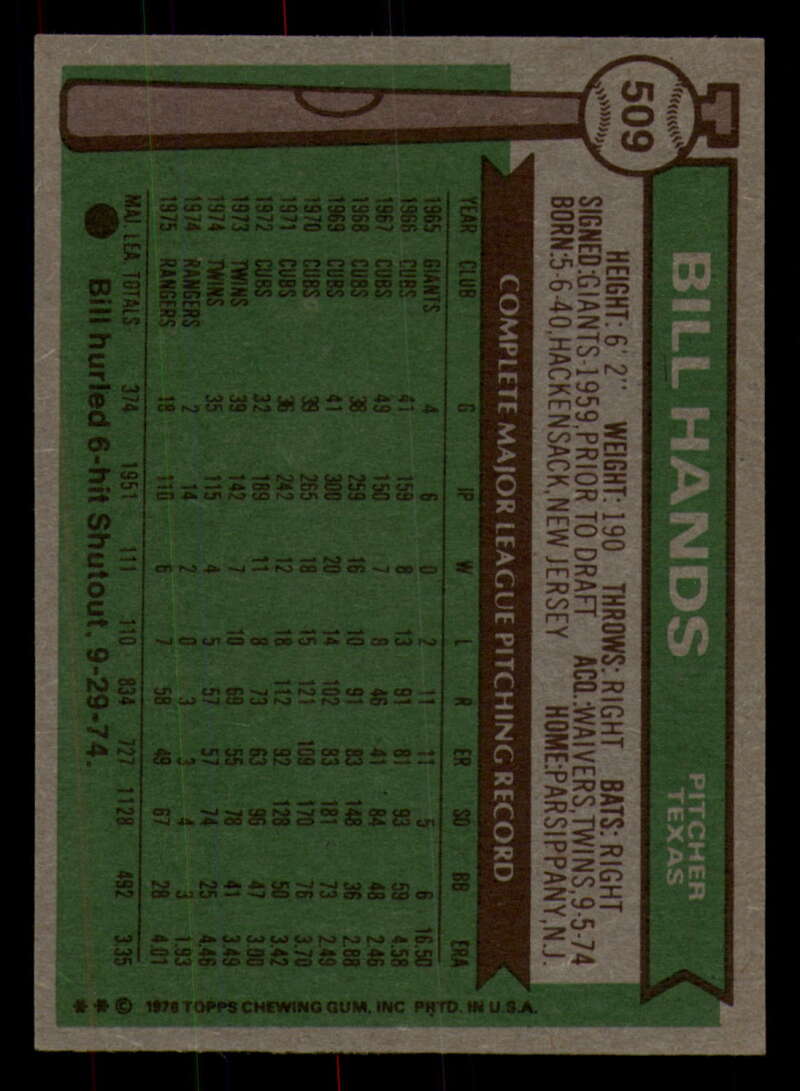 509
BILL HANDS
PITCHER
TEXAS
HEIGHT: 6' 2" WEIGHT: 190 THROWS: RIGHT BATS: RIGHT
SIGNED: GIANTS-1959, PRIOR TO DRAFT ACQ: WAIVERS, TWINS, 9-5-74
BORN: 5-6-40, HACKENSACK, NEW JERSEY HOME: PARSIPPANY, N.J.
COMPLETE MAJOR LEAGUE PITCHING RECORD
YEAR CLUB G IP W L R ER SO BB ERA
1965 GIANTS 4 6 0 2 11 11 5 6 16.50
1966 CUBS 41 159 8 13 91 81 93 59 4.58
1967 CUBS 49 150 7 8 46 41 84 48 2.46
1968 CUBS 38 259 16 10 91 83 148 36 2.88
1969 CUBS 41 300 20 14 102 83 181 73 2.49
1970 CUBS 39 265 18 15 121 109 170 76 3.70
1971 CUBS 36 242 12 18 112 92 128 50 3.42
1972 CUBS 32 189 11 8 73 63 96 47 3.00
1973 TWINS 39 142 7 10 69 55 78 41 3.49
1974 TWINS 35 115 4 5 57 57 74 25 4.46
1974 RANGERS 2 14 2 0 3 3 4 3 1.93
1975 RANGERS 18 110 6 7 58 49 67 28 4.01
MAJ. LEA. TOTALS 374 1951 111 110 834 727 1128 492 3.35
Bill hurled 6-hit Shutout, 9-29-74.
** © 1976 TOPPS CHEWING GUM, INC. PRTD. IN U.S.A.